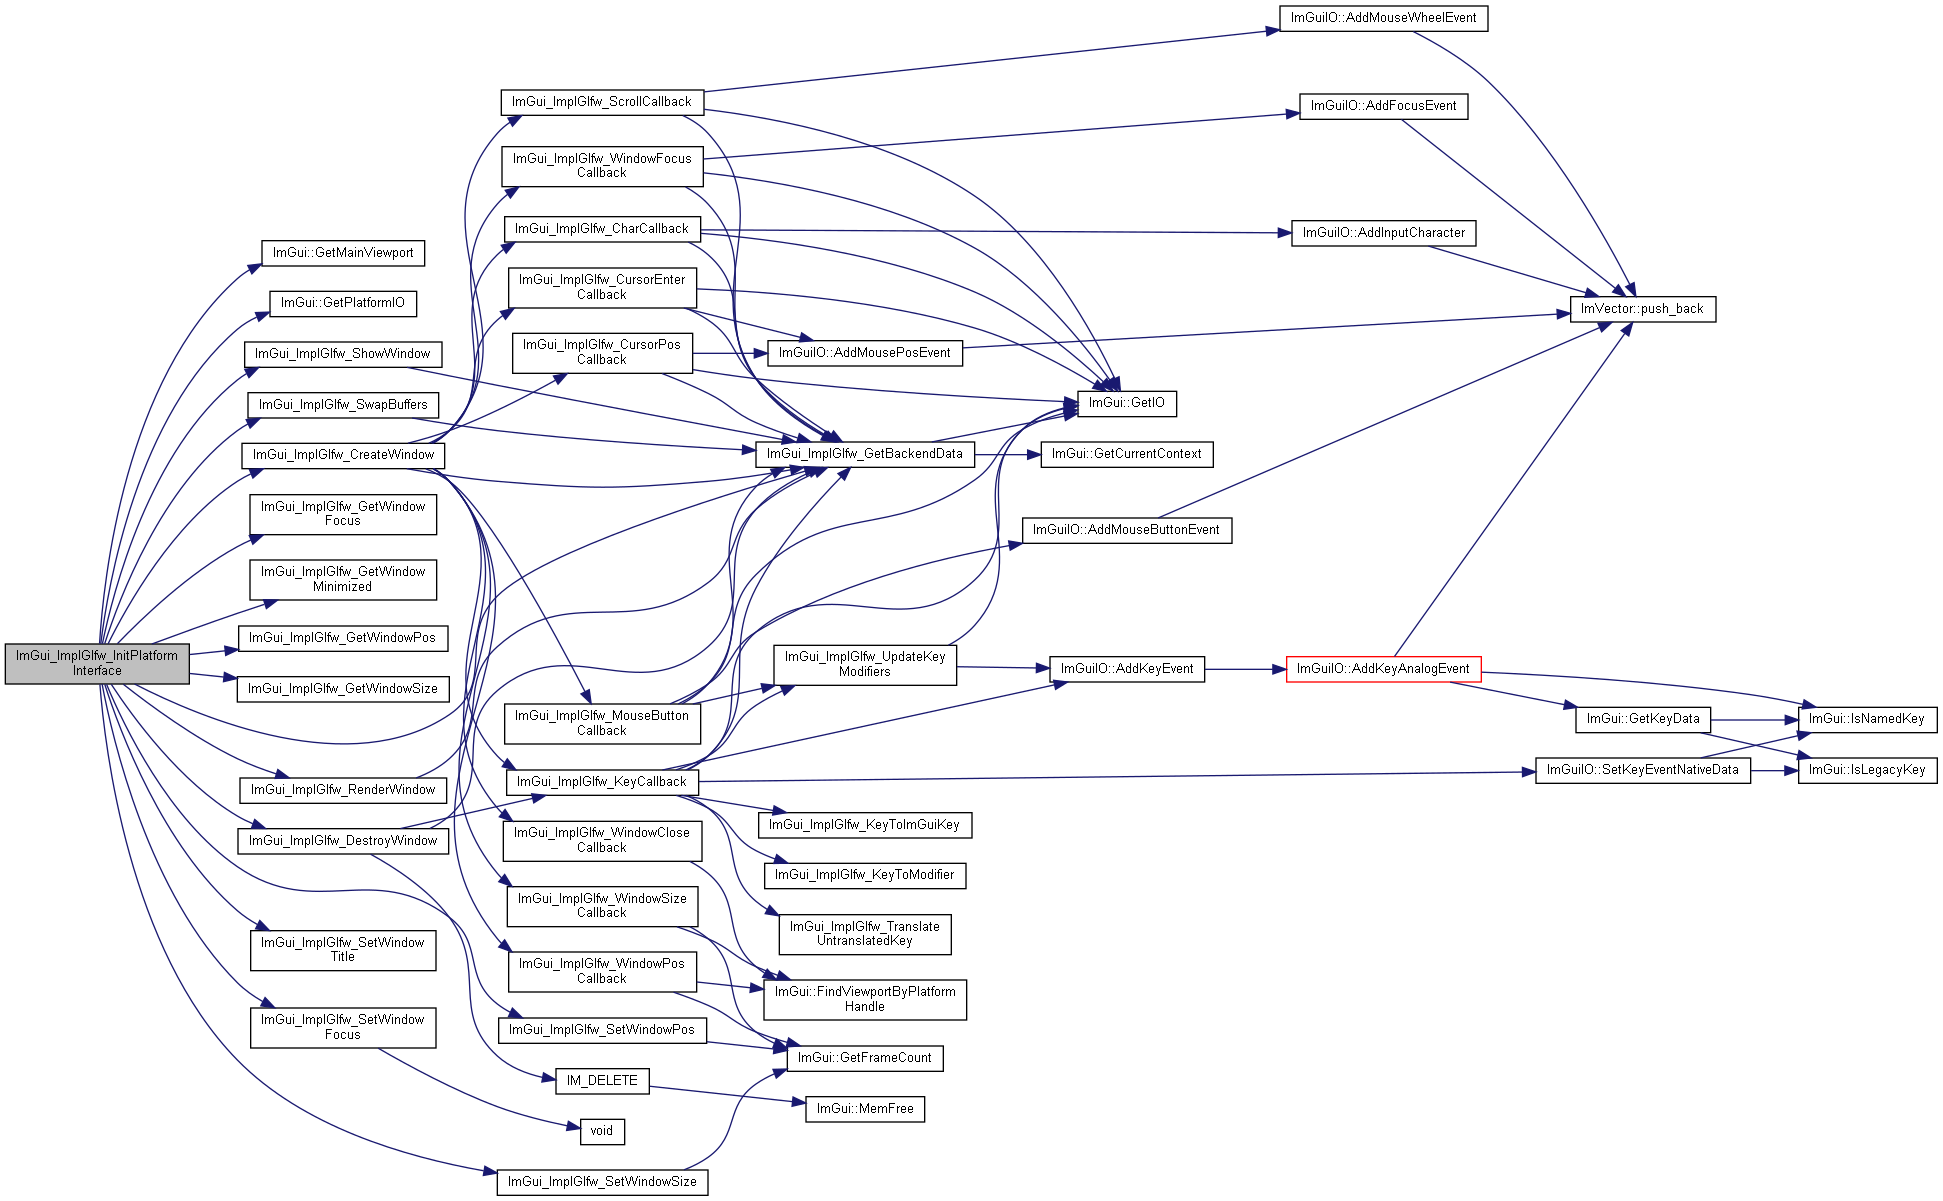 ImGui_ImplGlfw_InitPlatform
Interface
ImGui::GetMainViewport
ImGui::GetPlatformIO
ImGui_ImplGlfw_ShowWindow
ImGui_ImplGlfw_SwapBuffers
ImGui_ImplGlfw_CreateWindow
ImGui_ImplGlfw_GetWindow
Focus
ImGui_ImplGlfw_GetWindow
Minimized
ImGui_ImplGlfw_GetWindowPos
ImGui_ImplGlfw_GetWindowSize
ImGui_ImplGlfw_RenderWindow
ImGui_ImplGlfw_DestroyWindow
ImGui_ImplGlfw_SetWindow
Title
ImGui_ImplGlfw_SetWindow
Focus
ImGui_ImplGlfw_ScrollCallback
ImGui_ImplGlfw_WindowFocus
Callback
ImGui_ImplGlfw_CharCallback
ImGui_ImplGlfw_CursorEnter
Callback
ImGui_ImplGlfw_CursorPos
Callback
ImGui_ImplGlfw_MouseButton
Callback
ImGui_ImplGlfw_KeyCallback
ImGui_ImplGlfw_WindowClose
Callback
ImGui_ImplGlfw_WindowSize
Callback
ImGui_ImplGlfw_WindowPos
Callback
ImGui_ImplGlfw_SetWindowPos
IM_DELETE
void
ImGui_ImplGlfw_SetWindowSize
ImGuiIO::AddMousePosEvent
ImGui_ImplGlfw_GetBackendData
ImGui_ImplGlfw_UpdateKey
Modifiers
ImGui_ImplGlfw_KeyToImGuiKey
ImGui_ImplGlfw_KeyToModifier
ImGui_ImplGlfw_Translate
UntranslatedKey
ImGui::FindViewportByPlatform
Handle
ImGui::GetFrameCount
ImGui::MemFree
ImGui::GetIO
ImGui::GetCurrentContext
ImGuiIO::AddMouseButtonEvent
ImGuiIO::AddKeyEvent
ImGuiIO::AddMouseWheelEvent
ImGuiIO::AddFocusEvent
ImGuiIO::AddInputCharacter
ImGuiIO::AddKeyAnalogEvent
ImVector::push_back
ImGui::GetKeyData
ImGuiIO::SetKeyEventNativeData
ImGui::IsNamedKey
ImGui::IsLegacyKey